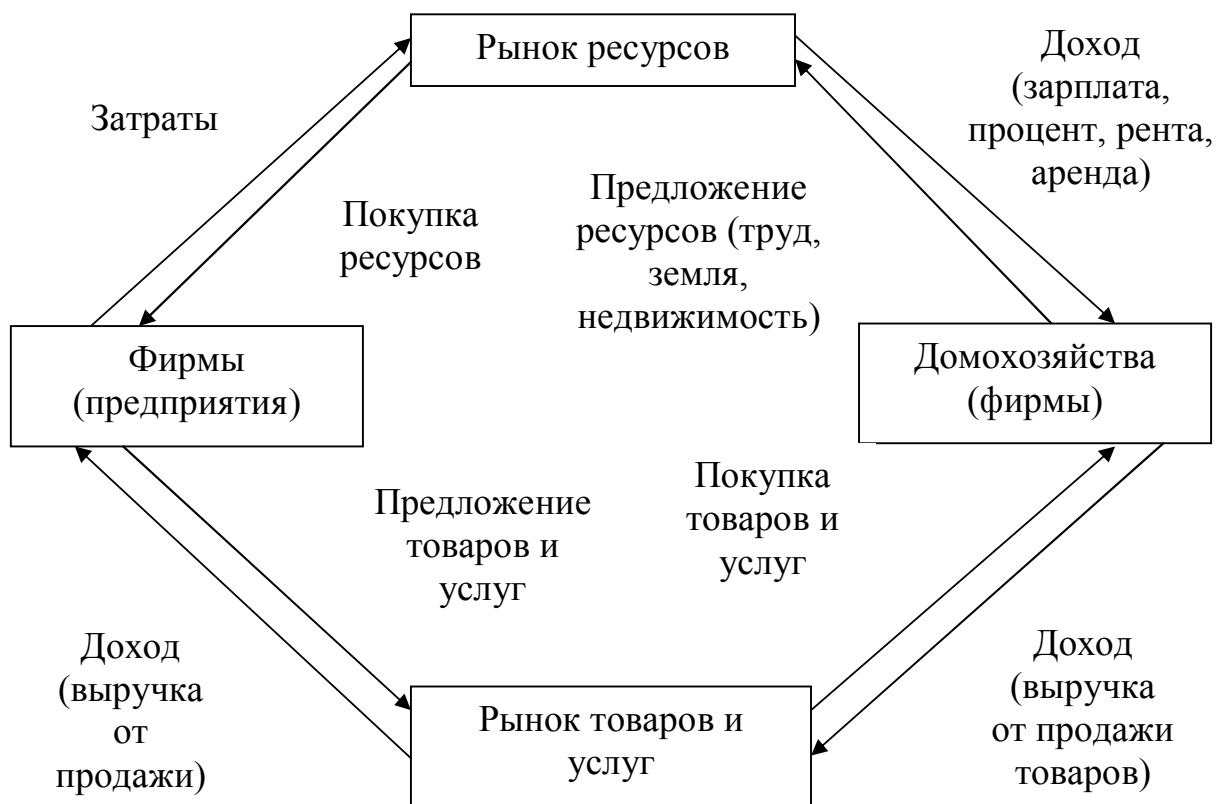 Рынок ресурсов
Доход
(зарплата,
процент, рента,
аренда)
Затраты
Покупка
ресурсов
Предложение
ресурсов (труд,
земля,
недвижимость)
Фирмы
(предприятия)
Домохозяйства
(фирмы)
Предложение
товаров и
услуг
Покупка
товаров и
услуг
Доход
(выручка
от
продажи)
Рынок товаров и
услуг
Доход
(выручка
от продажи
товаров)